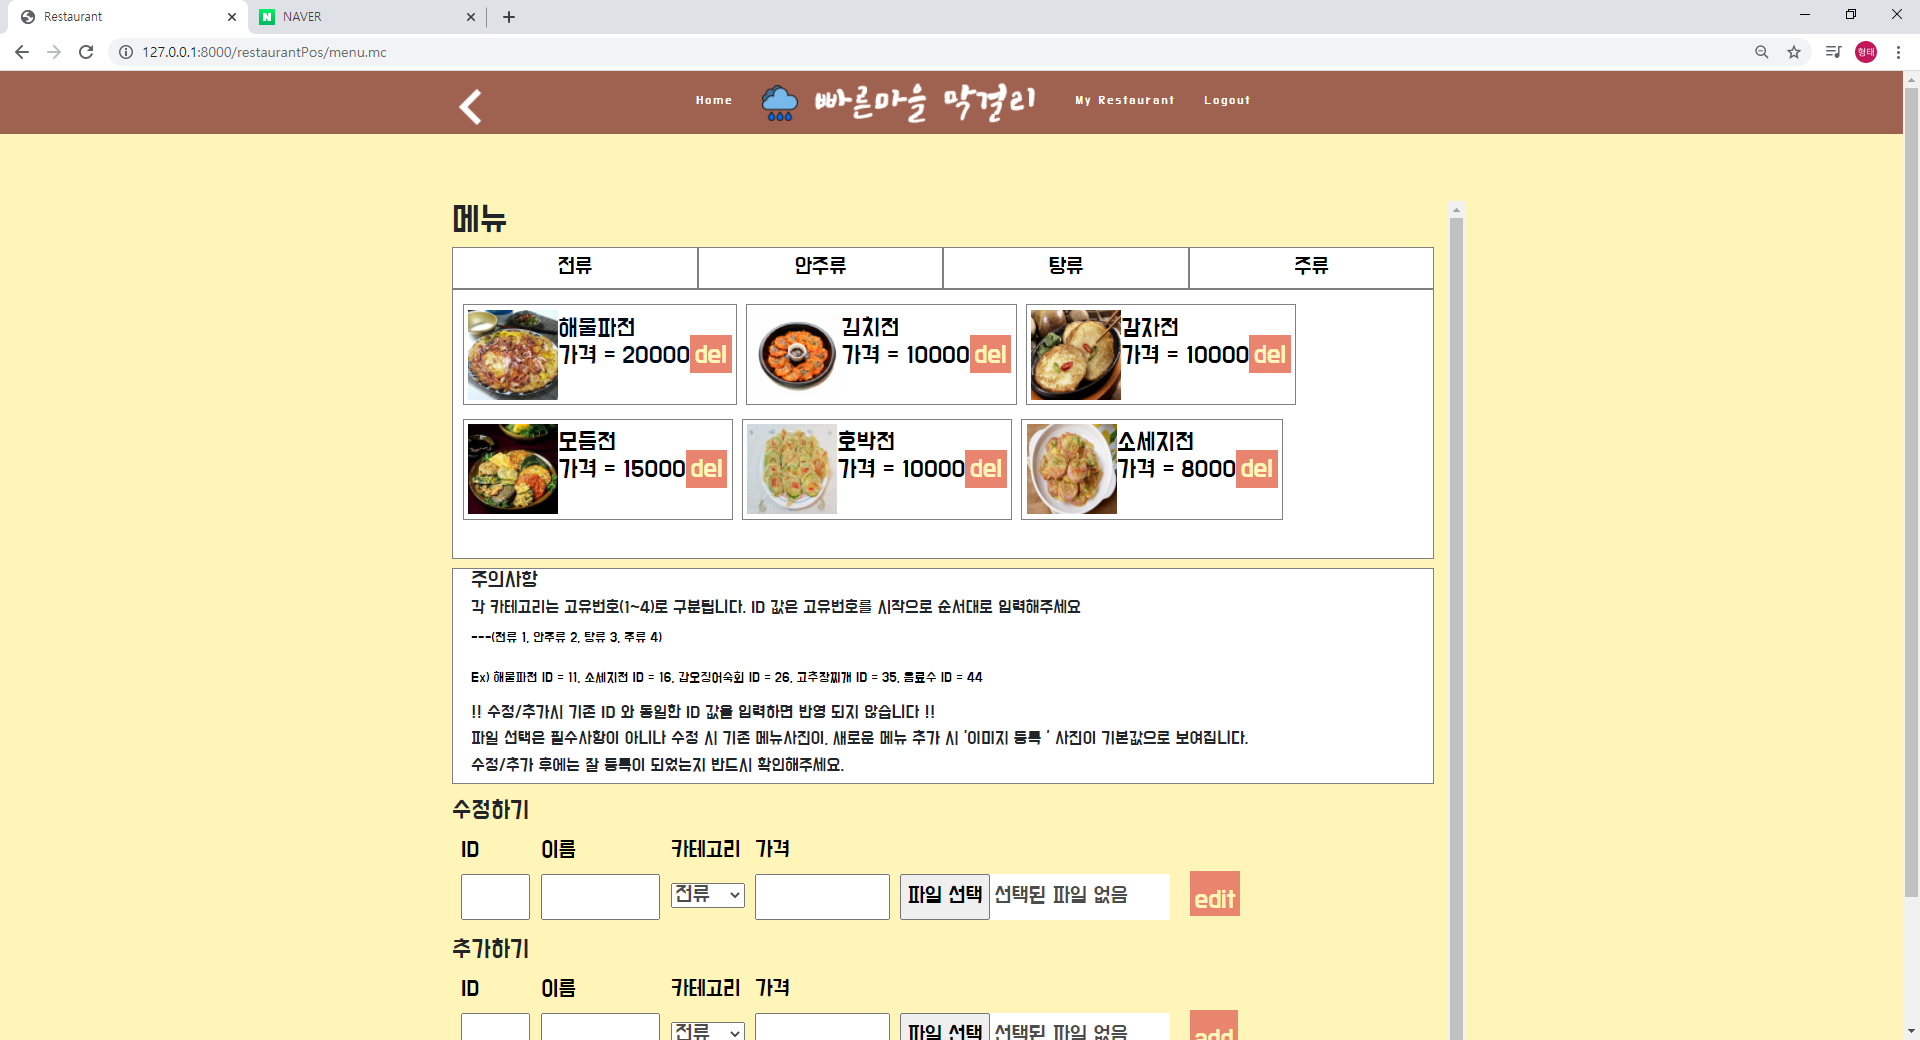 Restaurant
NAVER
127.0.0.1:8000/restaurantPos/menu.mc
형태
Home
빠른마을 막걸리
My Restaurant
Logout
메뉴
전류
안주류
탕류
주류
해물파전
가격 = 20000 del
김치전
가격 = 10000 del
감자전
가격 = 10000 del
모듬전
가격 = 15000 del
호박전
가격 = 10000 del
소세지전
가격 = 8000 del
주의사항
각 카테고리는 고유번호(1~4)로 구분됩니다. ID 값은 고유번호를 시작으로 순서대로 입력해주세요
---(전류 1, 안주류 2, 탕류 3, 주류 4)
Ex) 해물파전 ID = 11, 소세지전 ID = 16, 갑오징어숙회 ID = 26, 고추장찌개 ID = 35, 음료수 ID = 44
!! 수정/추가시 기존 ID 와 동일한 ID 값을 입력하면 반영 되지 않습니다 !!
파일 선택은 필수사항이 아니나 수정 시 기존 메뉴사진이, 새로운 메뉴 추가 시 '이미지 등록 ' 사진이 기본값으로 보여집니다.
수정/추가 후에는 잘 등록이 되었는지 반드시 확인해주세요.
수정하기
ID 이름 카테고리 가격
전류 파일 선택 선택된 파일 없음 edit
추가하기
ID 이름 카테고리 가격
전류 파일 선택 선택된 파일 없음 add